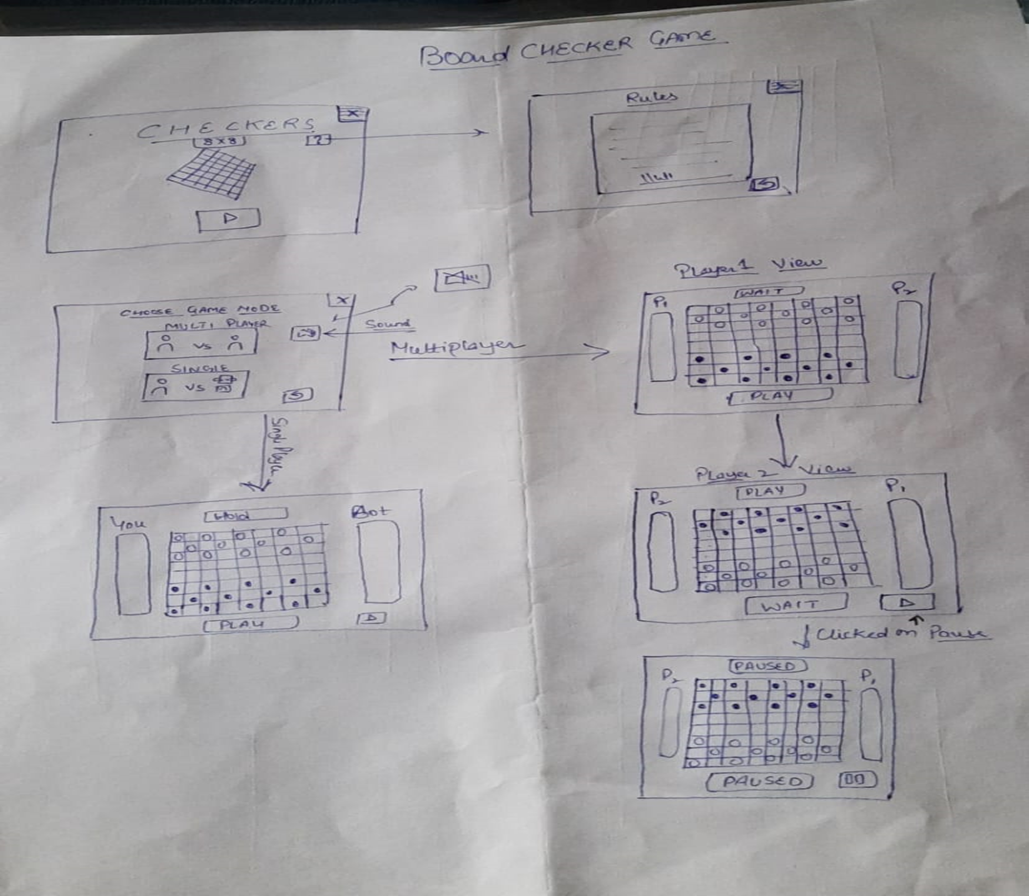 Board CHECKER GAME
CHECKERS
8x8
?
X
Rules
X
CHOOSE GAME MODE
X
MULTI PLAYER
VS
SINGLE
VS
Sound
Multiplayer
Single Player
Player1 View
P1
WAIT
P2
PLAY
Player 2 View
P2
PLAY
P1
WAIT
Clicked on Pause
You
Hold
Bot
PLAY
P2
PAUSED
P1
PAUSED